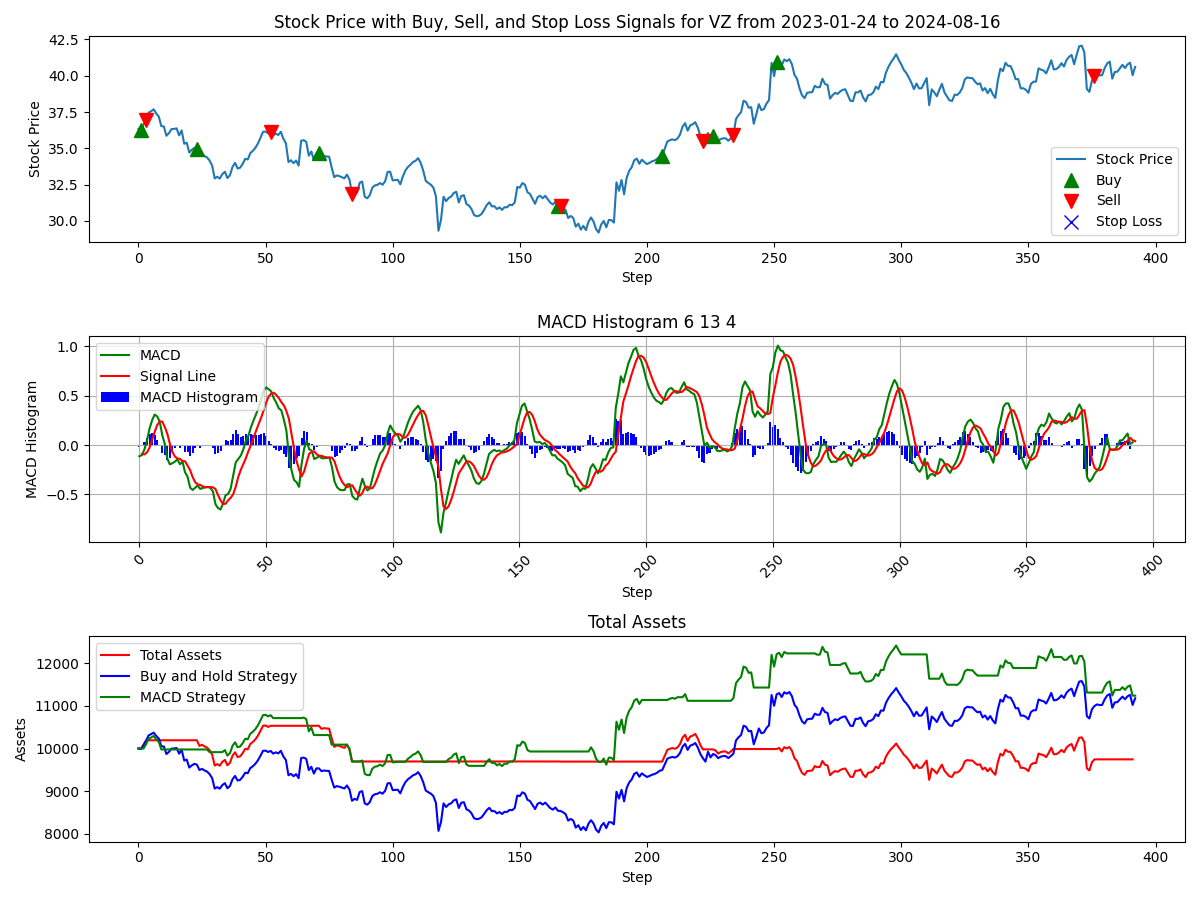 Stock Price with Buy, Sell, and Stop Loss Signals for VZ from 2023-01-24 to 2024-08-16
42.5
40.0
37.5
35.0
32.5
30.0
Stock Price
Stock Price
Buy
Sell
Stop Loss
0 50 100 150 200 250 300 350 400
Step
MACD Histogram 6 13 4
1.0
0.5
0.0
−0.5
MACD Histogram
MACD
Signal Line
MACD Histogram
0 50 100 150 200 250 300 350 400
Step
Total Assets
12000
11000
10000
9000
8000
Assets
Total Assets
Buy and Hold Strategy
MACD Strategy
0 50 100 150 200 250 300 350 400
Step